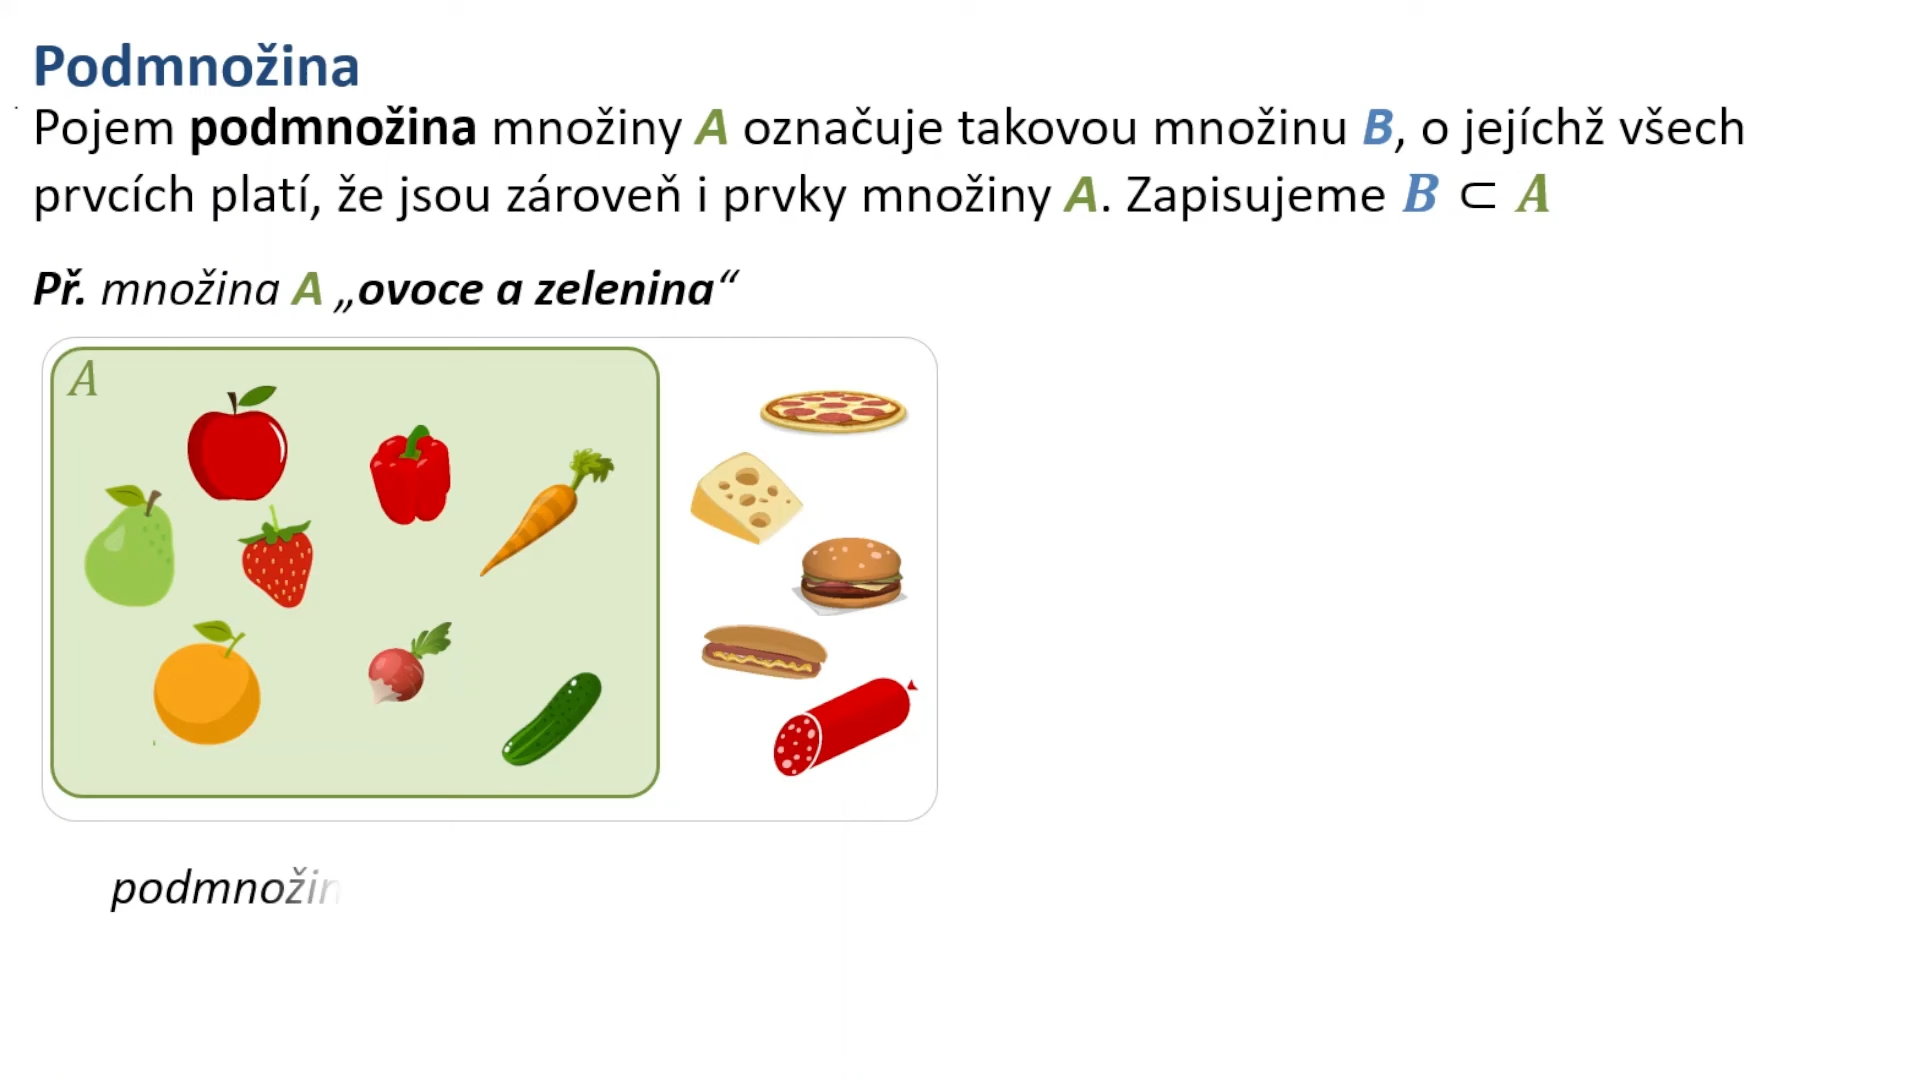 Podmnožina
Pojem podmnožina množiny A označuje takovou množinu B, o jejíchž všech
prvcích platí, že jsou zároveň i prvky množiny A. Zapisujeme B ⊂ A
Př. množina A „ovoce a zelenina“
A
podmnožin